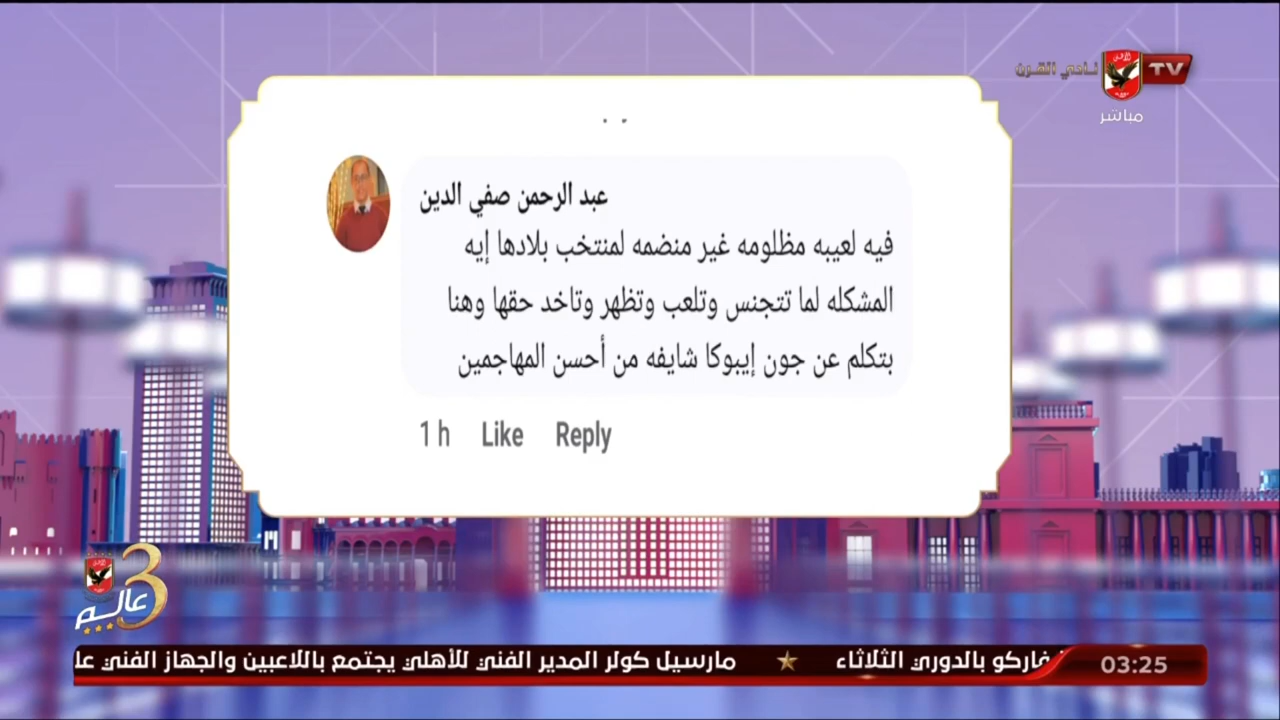 نادي القرن
TV
مباشر
عبد الرحمن صفي الدين
فيه لعيبه مظلومه غير منضمه لمنتخب بلادها إيه
المشكله لما تتجنس وتلعب وتظهر وتاخد حقها وهنا
بتكلم عن جون إيبوكا شايفه من أحسن المهاجمين
1 h Like Reply
3
عالم
فاركو بالدوري الثلاثاء ★ مارسيل كولر المدير الفني للأهلي يجتمع باللاعبين والجهاز الفني عل
03:25